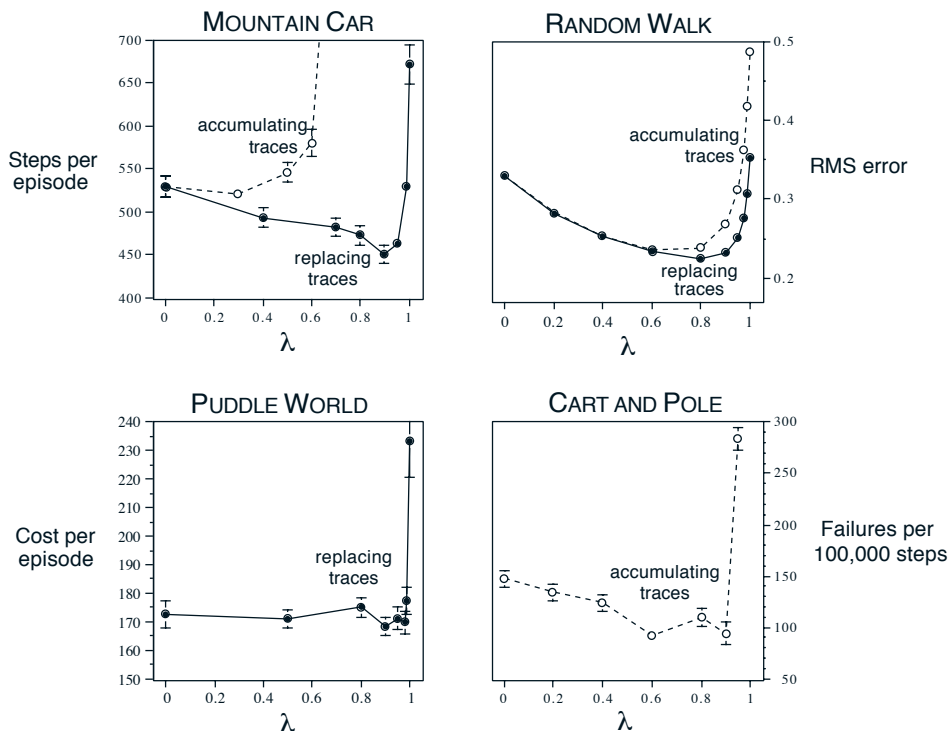 MOUNTAIN CAR
700
650
600
550
500
450
400
Steps per
episode
accumulating
traces
replacing
traces
0
0.2
0.4
0.6
0.8
1
λ
RANDOM WALK
0.5
0.4
0.3
0.2
RMS error
accumulating
traces
replacing
traces
0
0.2
0.4
0.6
0.8
1
λ
PUDDLE WORLD
240
230
220
210
200
190
180
170
160
150
Cost per
episode
replacing
traces
0
0.2
0.4
0.6
0.8
1
λ
CART AND POLE
300
250
200
150
100
50
Failures per
100,000 steps
accumulating
traces
0
0.2
0.4
0.6
0.8
1
λ